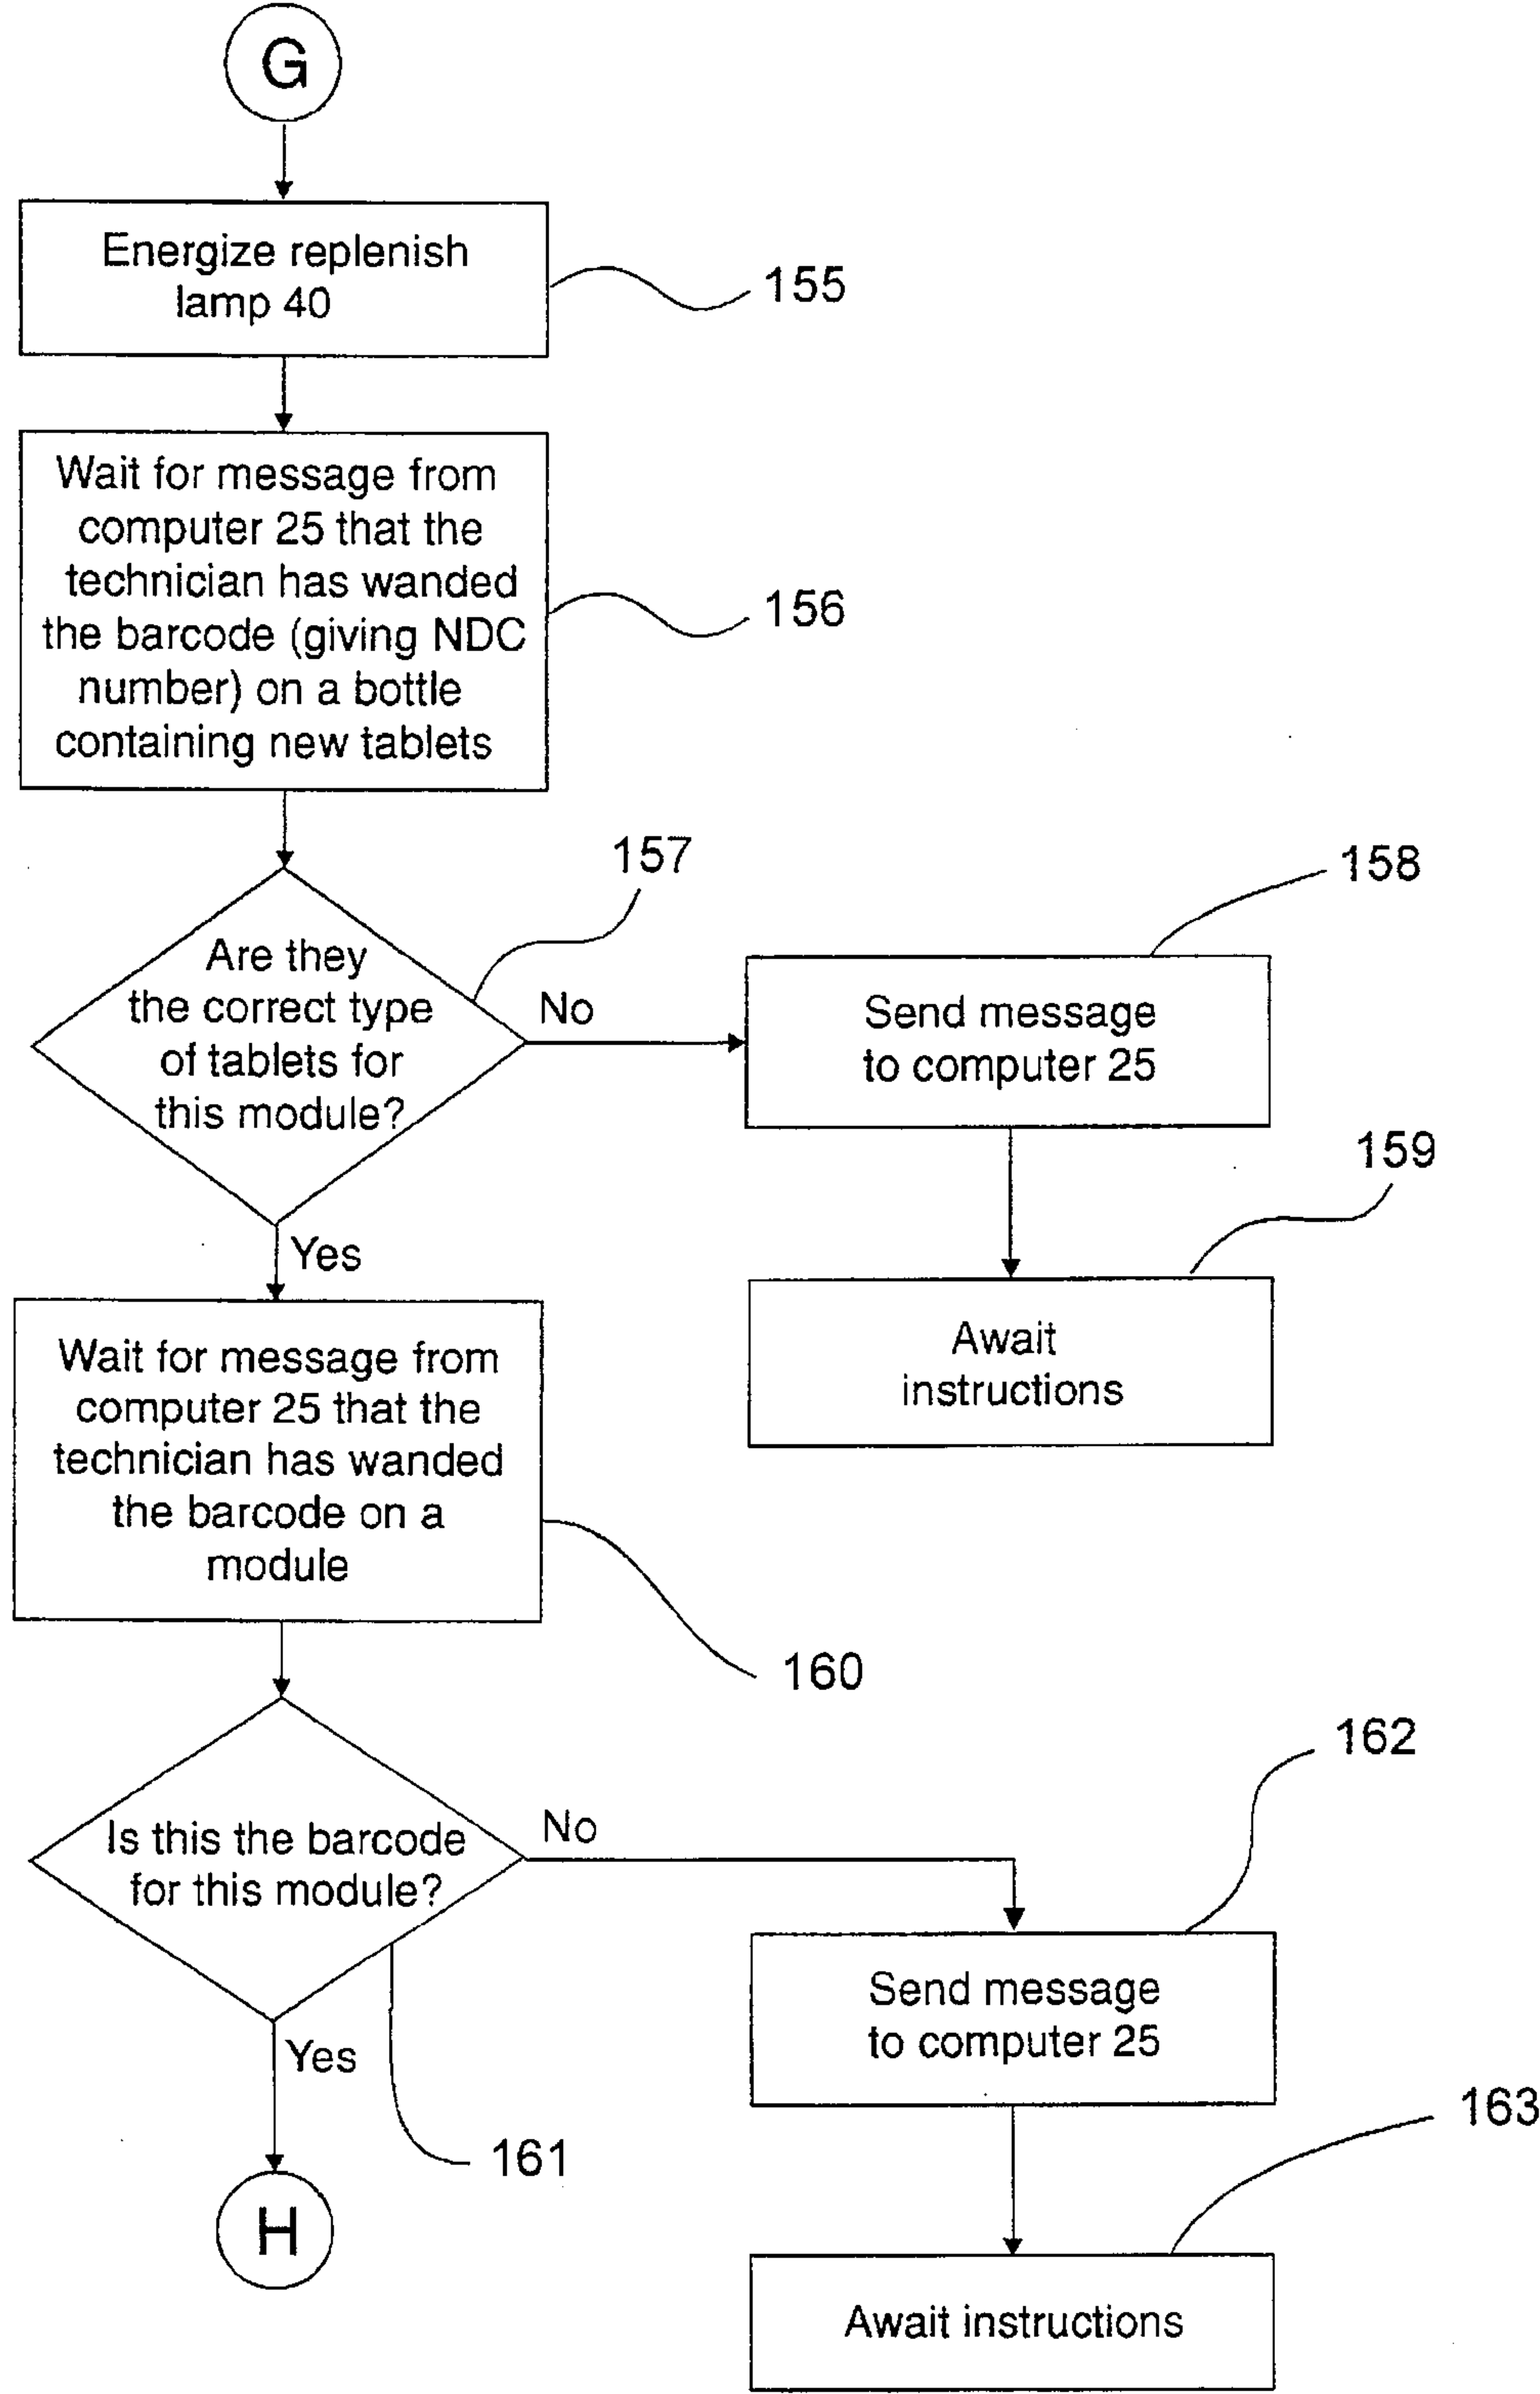 G
Energize replenish
lamp 40
155
Wait for message from
computer 25 that the
technician has wanded
the barcode (giving NDC
number) on a bottle
containing new tablets
156
157
Are they
the correct type
of tablets for
this module?
No
158
Send message
to computer 25
159
Await
instructions
Yes
Wait for message from
computer 25 that the
technician has wanded
the barcode on a
module
160
Is this the barcode
for this module?
No
162
Send message
to computer 25
Yes
161
163
H
Await instructions